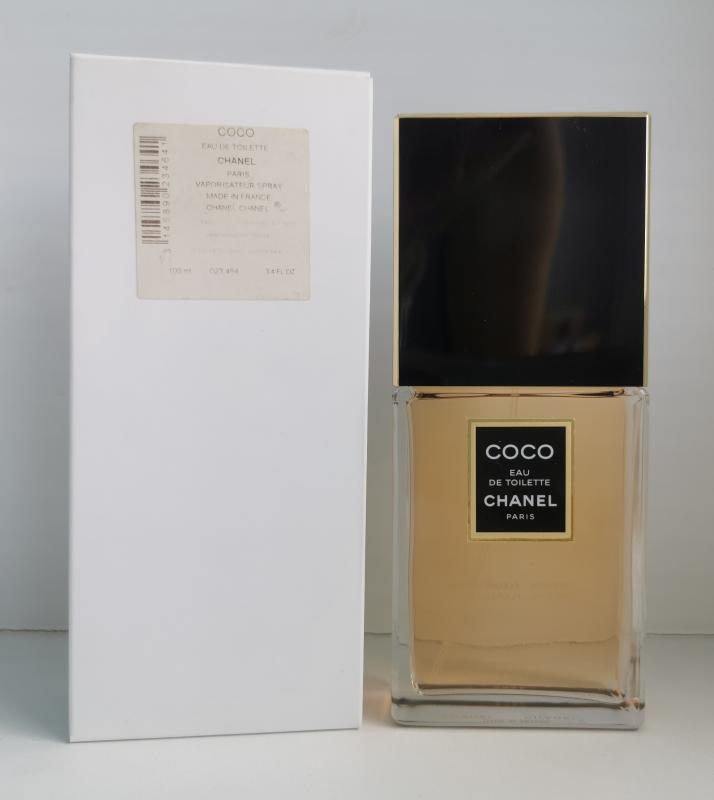 COCO
EAU DE TOILETTE
CHANEL
PARIS
VAPORISATEUR SPRAY
MADE IN FRANCE
CHANEL CHANEL
100 ml 3.4 FL OZ
COCO
EAU
DE TOILETTE
CHANEL
PARIS